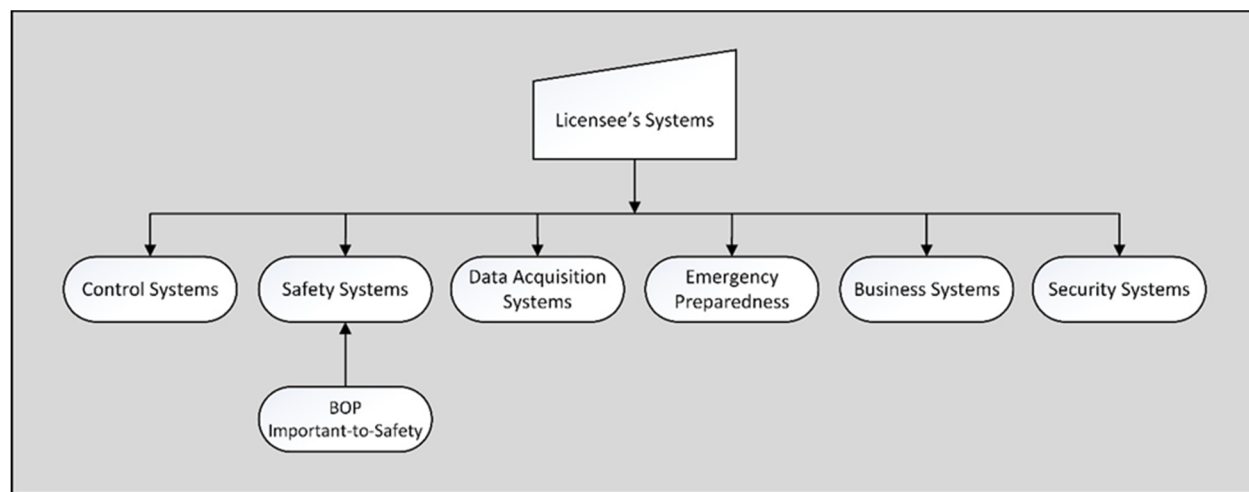 Licensee's Systems
Control Systems
Safety Systems
Data Acquisition
Systems
Emergency
Preparedness
Business Systems
Security Systems
BOP
Important-to-Safety